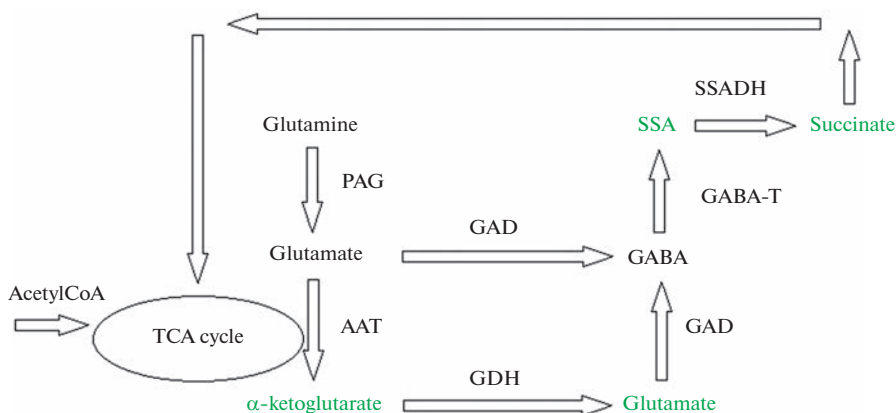 SSADH
Glutamine
SSA
Succinate
PAG
GABA-T
GAD
Glutamate
GABA
AcetylCoA
TCA cycle
AAT
GAD
GDH
α-ketoglutarate
Glutamate